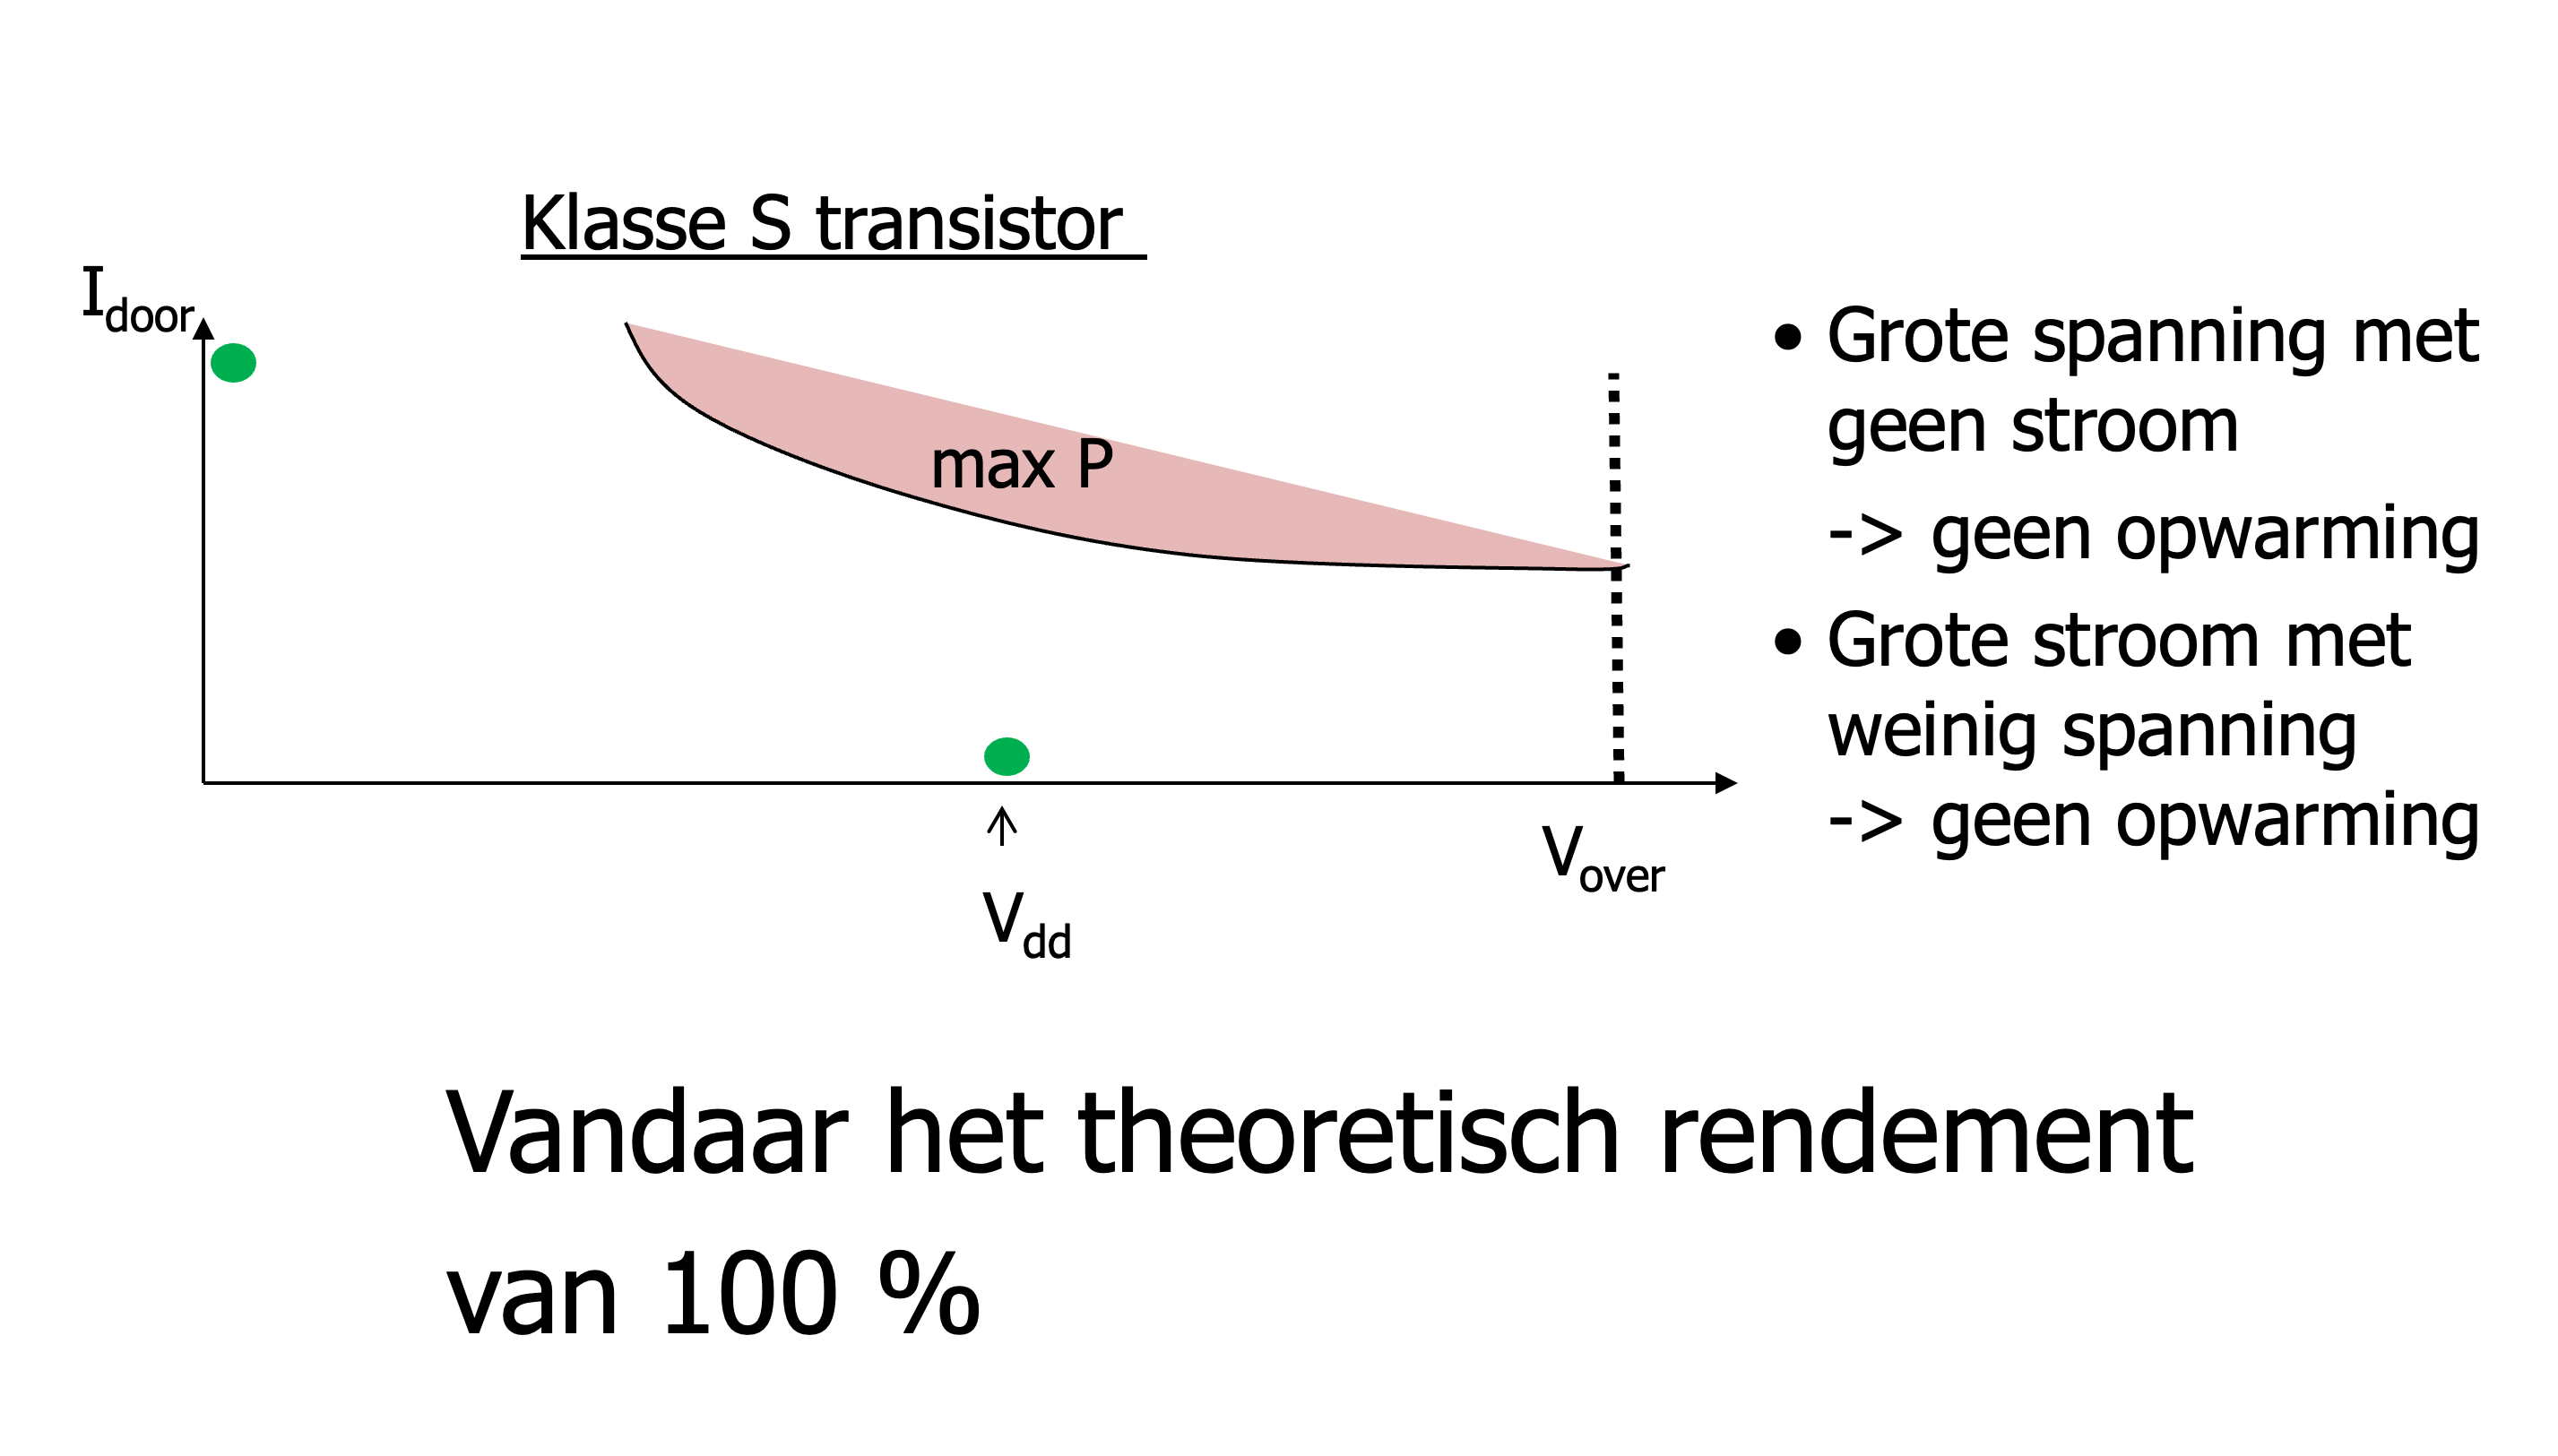 Klasse S transistor
Idoor
max P
Vdd
Vover
• Grote spanning met
geen stroom
-> geen opwarming
• Grote stroom met
weinig spanning
-> geen opwarming
Vandaar het theoretisch rendement
van 100 %